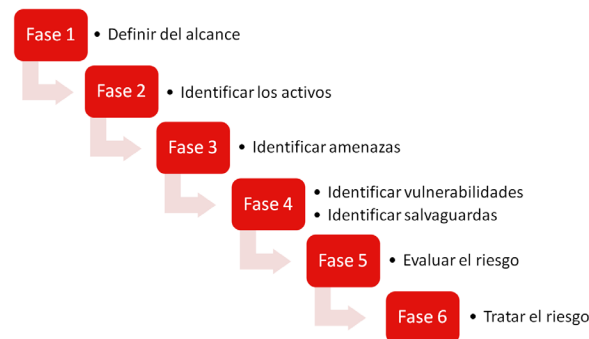 Fase 1
• Definir del alcance
Fase 2
• Identificar los activos
Fase 3
• Identificar amenazas
Fase 4
• Identificar vulnerabilidades
• Identificar salvaguardas
Fase 5
• Evaluar el riesgo
Fase 6
• Tratar el riesgo